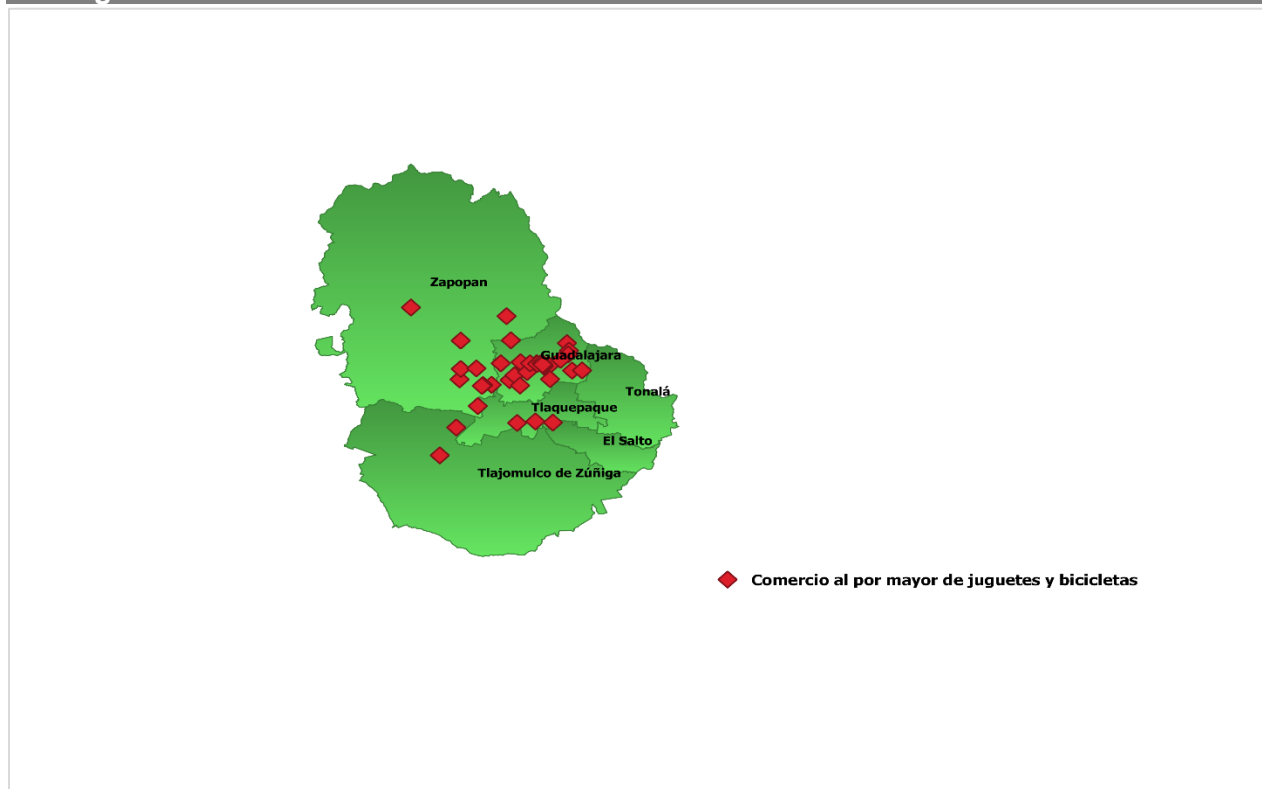 Zapopan
Guadalajara
Tonalá
Tlaquepaque
El Salto
Tlajomulco de Zúñiga
Comercio al por mayor de juguetes y bicicletas